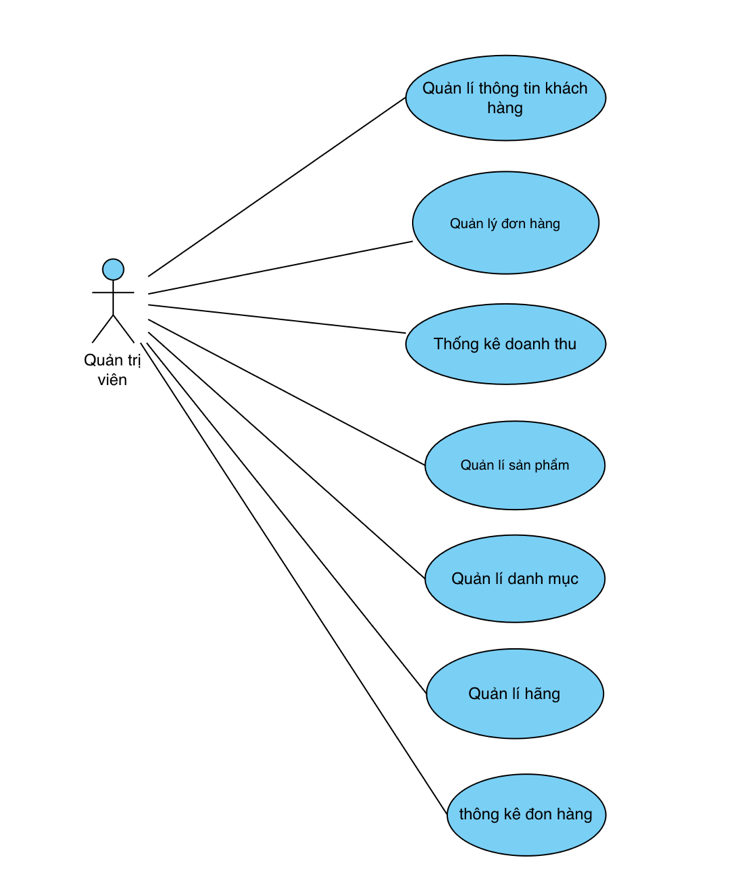 Quản lí thông tin khách
hàng
Quản lý đơn hàng
Quản trị
viên
Thống kê doanh thu
Quản lí sản phẩm
Quản lí danh mục
Quản lí hãng
thông kê đon hàng